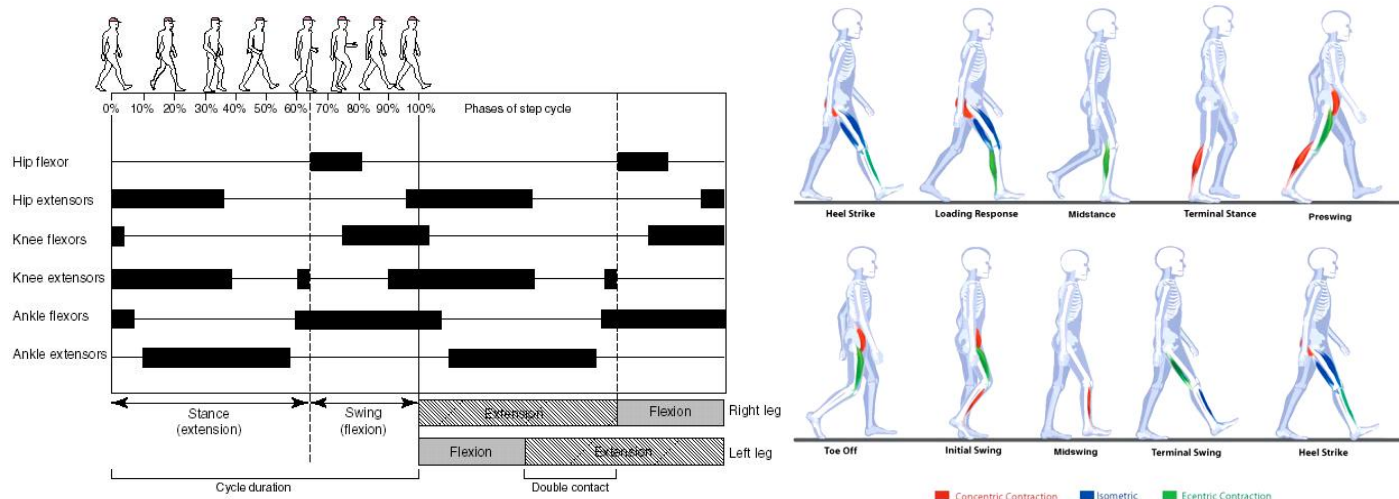 0% 10% 20% 30% 40% 50% 60% 70% 80% 90% 100% Phases of step cycle
Hip flexor
Hip extensors
Knee flexors
Knee extensors
Ankle flexors
Ankle extensors
Stance
(extension)
Swing
(flexion)
Extension
Flexion
Right leg
Flexion
Extension
Left leg
Cycle duration
Double contact
Heel Strike
Loading Response
Midstance
Terminal Stance
Preswing
Toe Off
Initial Swing
Midswing
Terminal Swing
Heel Strike
Concentric Contraction
Isometric
Ecentric Contraction